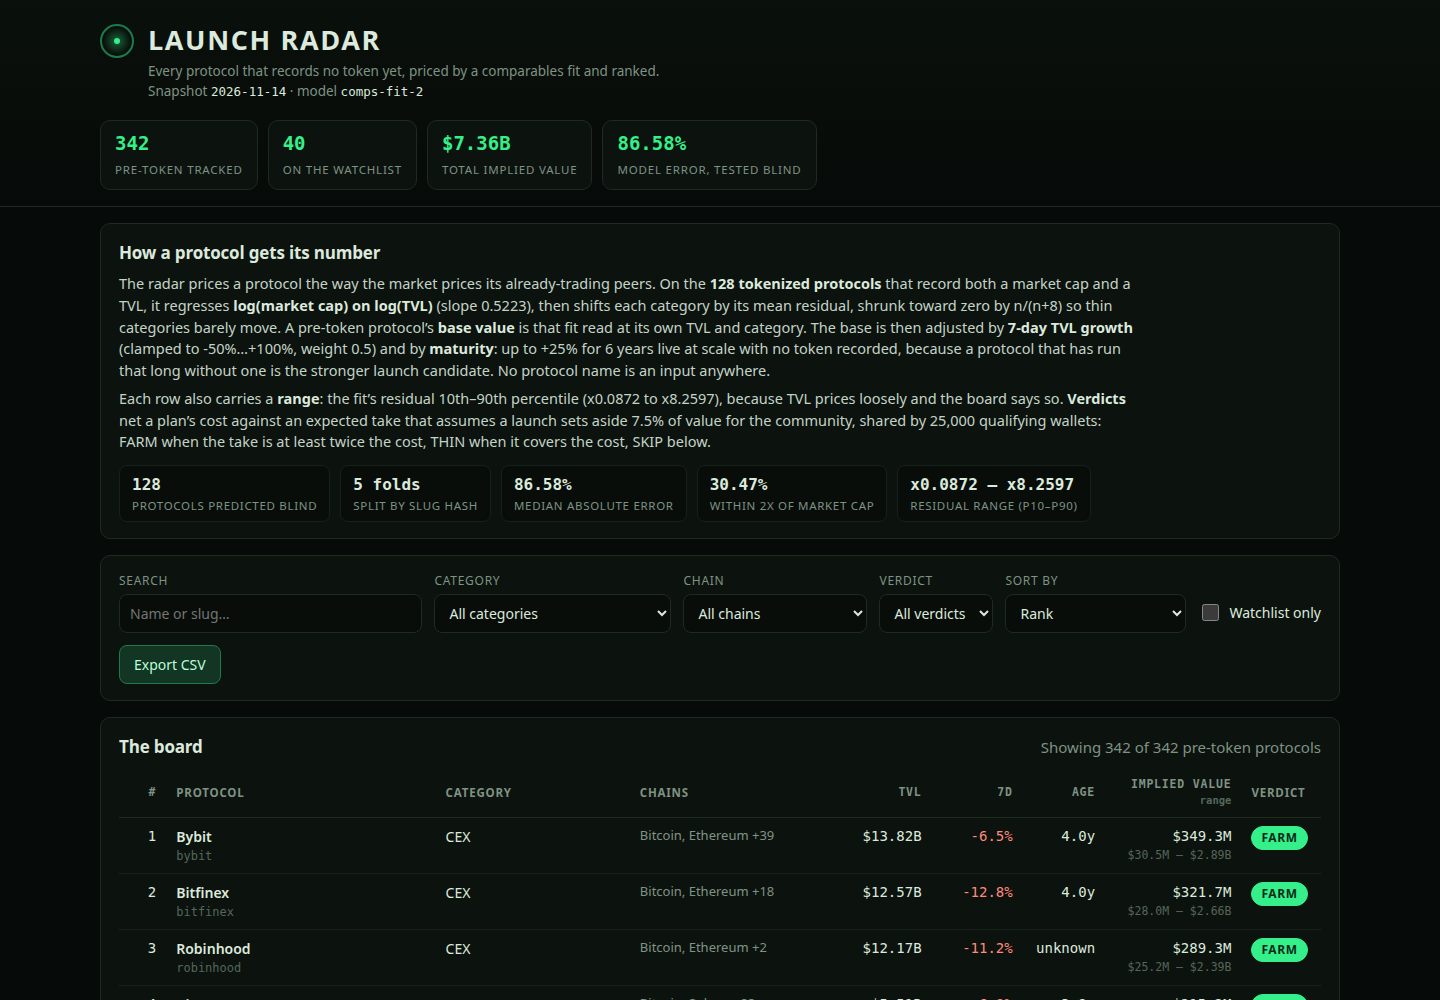 LAUNCH RADAR
Every protocol that records no token yet, priced by a comparables fit and ranked.
Snapshot 2026-11-14 · model comps-fit-2
342
PRE-TOKEN TRACKED
40
ON THE WATCHLIST
$7.36B
TOTAL IMPLIED VALUE
86.58%
MODEL ERROR, TESTED BLIND
How a protocol gets its number
The radar prices a protocol the way the market prices its already-trading peers. On the 128 tokenized protocols that record both a market cap and a
TVL, it regresses log(market cap) on log(TVL) (slope 0.5223), then shifts each category by its mean residual, shrunk toward zero by n/(n+8) so thin
categories barely move. A pre-token protocol's base value is that fit read at its own TVL and category. The base is then adjusted by 7-day TVL growth
(clamped to -50%…+100%, weight 0.5) and by maturity: up to +25% for 6 years live at scale with no token recorded, because a protocol that has run
that long without one is the stronger launch candidate. No protocol name is an input anywhere.
Each row also carries a range: the fit's residual 10th–90th percentile (x0.0872 to x8.2597), because TVL prices loosely and the board says so. Verdicts
net a plan's cost against an expected take that assumes a launch sets aside 7.5% of value for the community, shared by 25,000 qualifying wallets:
FARM when the take is at least twice the cost, THIN when it covers the cost, SKIP below.
128
PROTOCOLS PREDICTED BLIND
5 folds
SPLIT BY SLUG HASH
86.58%
MEDIAN ABSOLUTE ERROR
30.47%
WITHIN 2X OF MARKET CAP
x0.0872 — x8.2597
RESIDUAL RANGE (P10–P90)
SEARCH
Name or slug…
CATEGORY
All categories
CHAIN
All chains
VERDICT
All verdicts
SORT BY
Rank
Watchlist only
Export CSV
The board
Showing 342 of 342 pre-token protocols
# PROTOCOL CATEGORY CHAINS TVL 7D AGE IMPLIED VALUE range VERDICT
1 Bybit CEX Bitcoin, Ethereum +39 $13.82B -6.5% 4.0y $349.3M FARM
bybit $30.5M — $2.89B
2 Bitfinex CEX Bitcoin, Ethereum +18 $12.57B -12.8% 4.0y $321.7M FARM
bitfinex $28.0M — $2.66B
3 Robinhood CEX Bitcoin, Ethereum +2 $12.17B -11.2% unknown $289.3M FARM
robinhood $25.2M — $2.39B